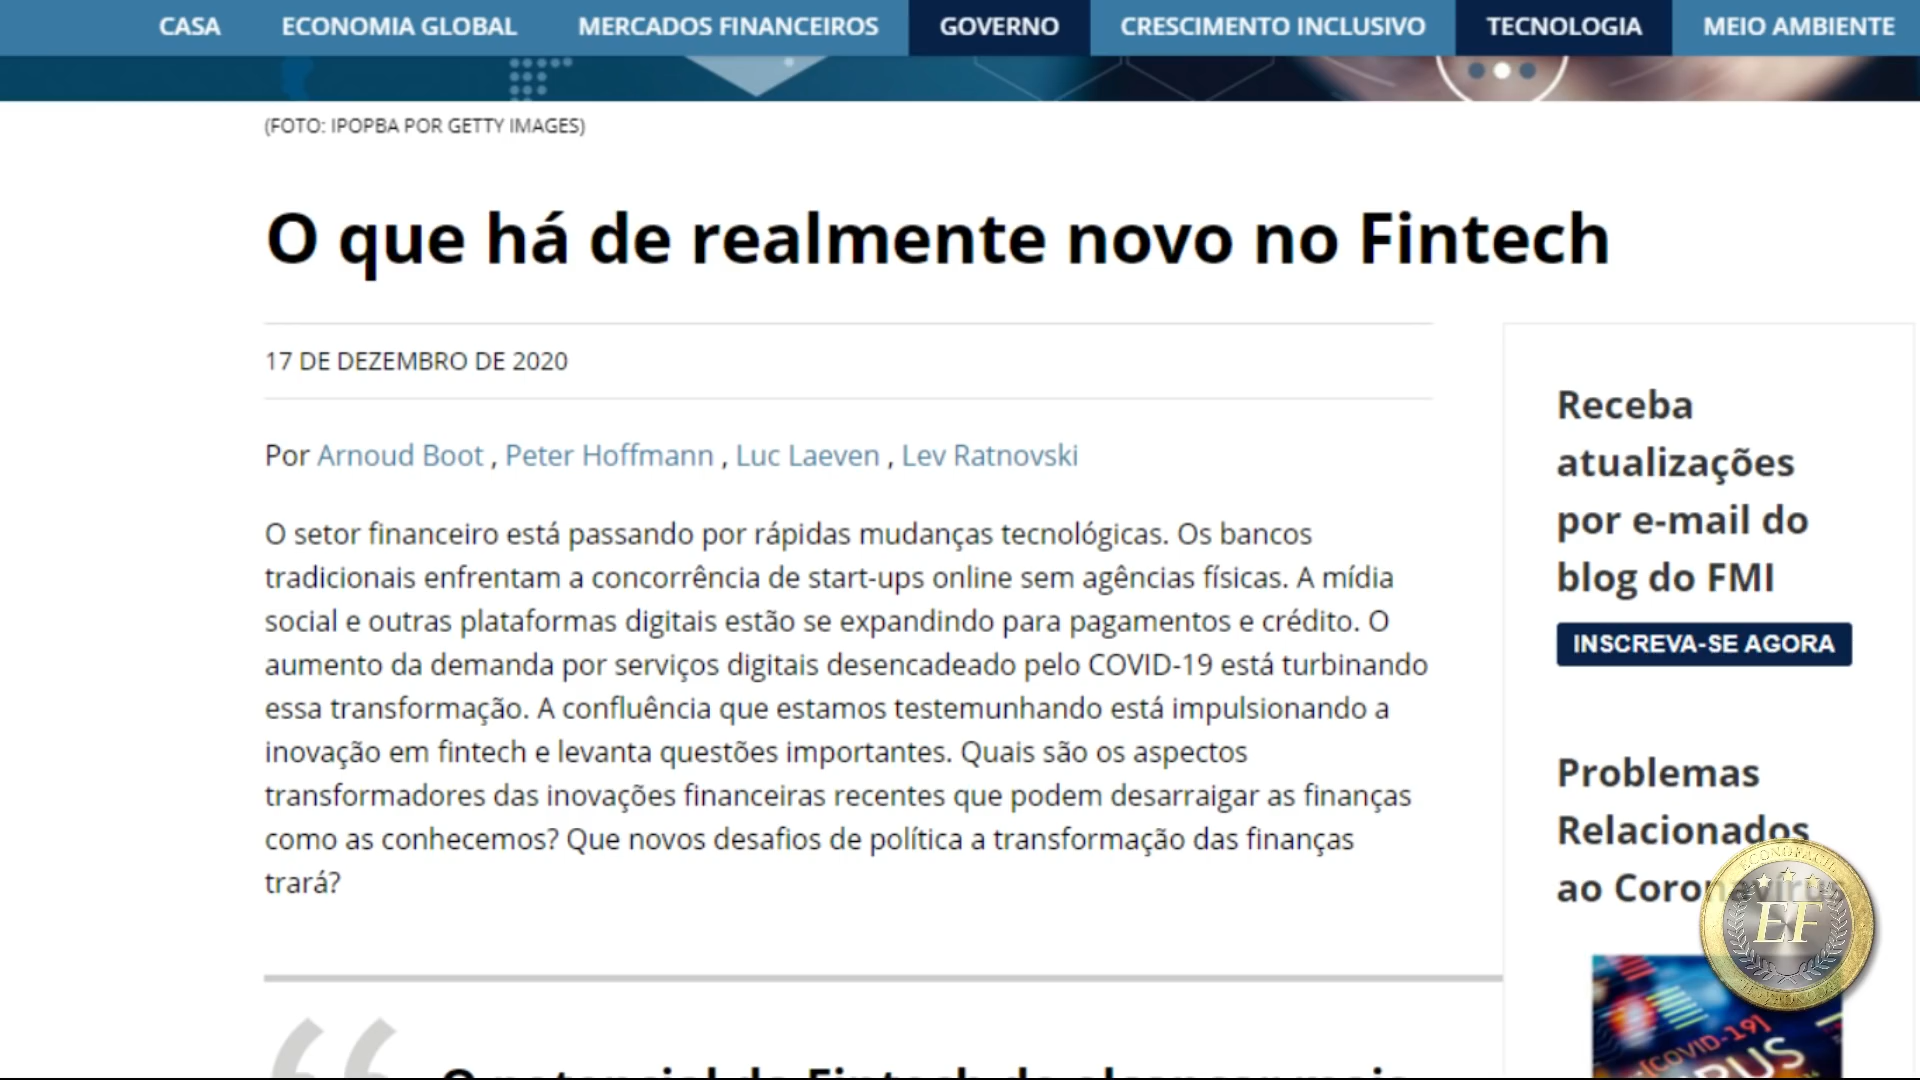 CASA ECONOMIA GLOBAL MERCADOS FINANCEIROS GOVERNO CRESCIMENTO INCLUSIVO TECNOLOGIA MEIO AMBIENTE
(FOTO: IPOPBA POR GETTY IMAGES)
O que há de realmente novo no Fintech
17 DE DEZEMBRO DE 2020
Por Arnoud Boot , Peter Hoffmann , Luc Laeven , Lev Ratnovski
O setor financeiro está passando por rápidas mudanças tecnológicas. Os bancos
tradicionais enfrentam a concorrência de start-ups online sem agências físicas. A mídia
social e outras plataformas digitais estão se expandindo para pagamentos e crédito. O
aumento da demanda por serviços digitais desencadeado pelo COVID-19 está turbinando
essa transformação. A confluência que estamos testemunhando está impulsionando a
inovação em fintech e levanta questões importantes. Quais são os aspectos
transformadores das inovações financeiras recentes que podem desarraigar as finanças
como as conhecemos? Que novos desafios de política a transformação das finanças
trará?
Receba
atualizações
por e-mail do
blog do FMI
INSCREVA-SE AGORA
Problemas
Relacionados
ao Coronavírus
ECONOFÁCIL
EF
[COVID-19]